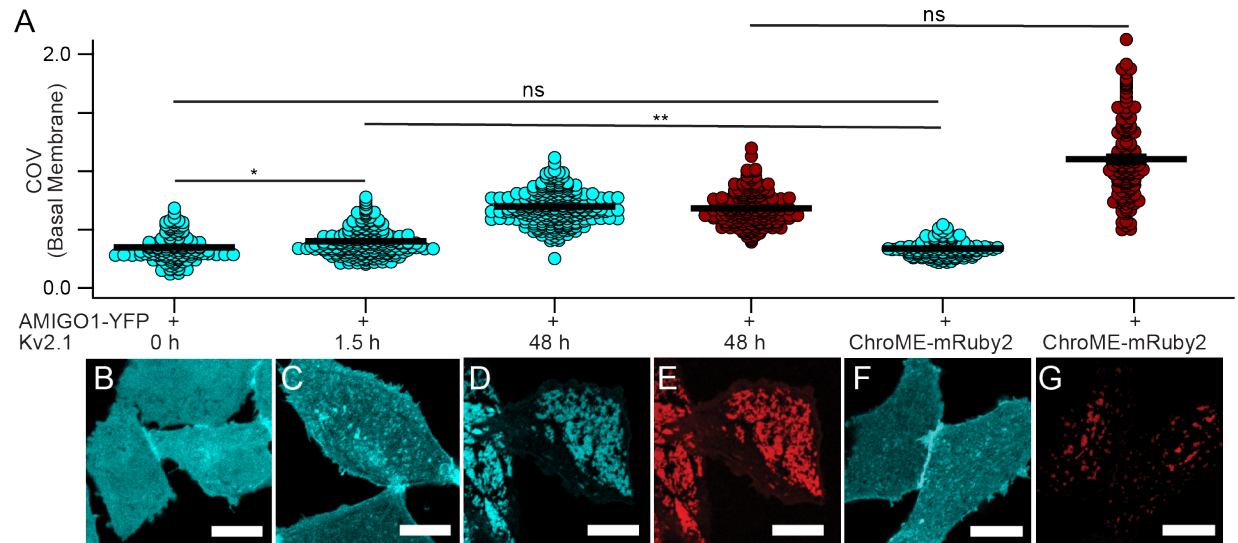 A
ns
2.0
ns
**
*
COV
(Basal Membrane)
0.0
AMIGO1-YFP + + + + + +
Kv2.1 0 h 1.5 h 48 h 48 h ChroME-mRuby2 ChroME-mRuby2
B C D E F G